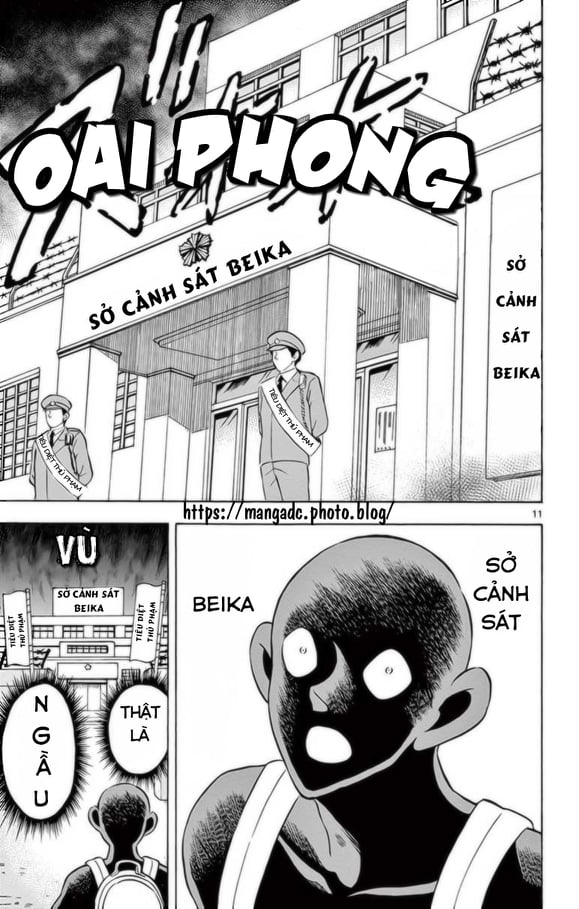 OAI PHONG
SỞ CẢNH SÁT BEIKA
SỞ
CẢNH
SÁT
BEIKA
TIÊU DIỆT THỦ PHẠM
TIÊU DIỆT THỦ PHẠM
https://mangadc.photo.blog/
11
SỞ
CẢNH
SÁT
BEIKA
VÙ
SỞ CẢNH SÁT
BEIKA
TIÊU DIỆT
THỦ PHẠM
TIÊU DIỆT
THỦ PHẠM
THẬT
LÀ
NGẦU